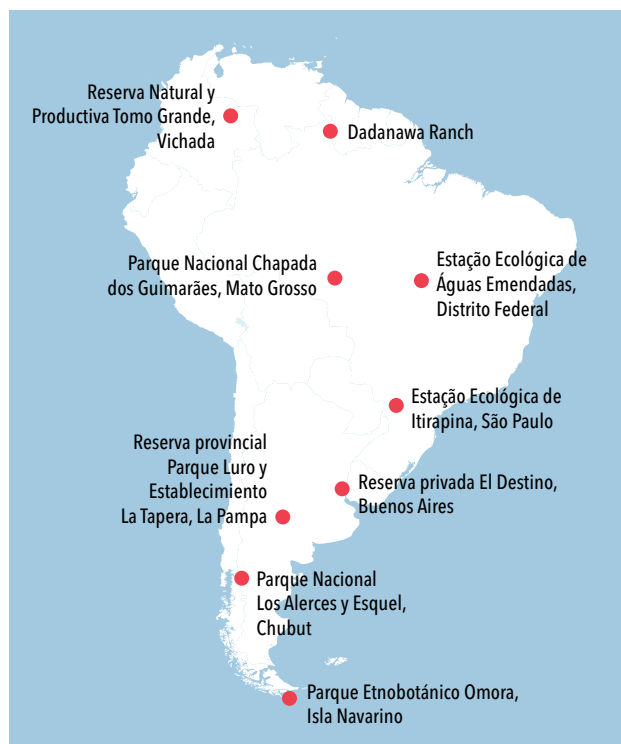 Reserva Natural y
Productiva Tomo Grande,
Vichada
Dadanawa Ranch
Parque Nacional Chapada
dos Guimarães, Mato Grosso
Estação Ecológica de
Águas Emendadas,
Distrito Federal
Estação Ecológica de
Itirapina, São Paulo
Reserva provincial
Parque Luro y
Establecimiento
La Tapera, La Pampa
Reserva privada El Destino,
Buenos Aires
Parque Nacional
Los Alerces y Esquel,
Chubut
Parque Etnobotánico Omora,
Isla Navarino